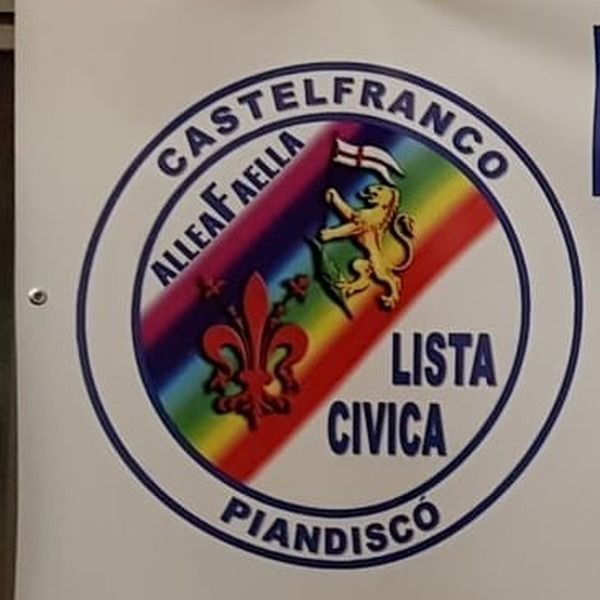 CASTELFRANCO
ALLEAFAELLA
LISTA
CIVICA
PIANDISCÓ